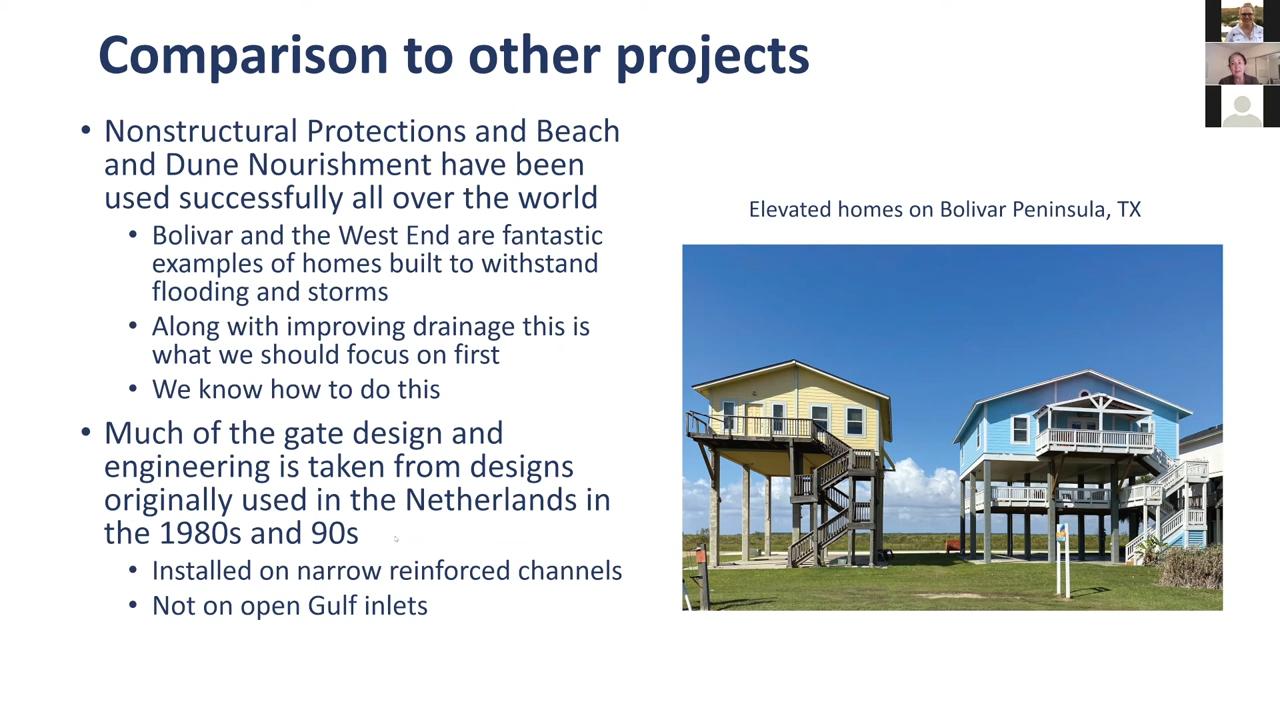 Comparison to other projects
• Nonstructural Protections and Beach
and Dune Nourishment have been
used successfully all over the world
• Bolivar and the West End are fantastic
examples of homes built to withstand
flooding and storms
• Along with improving drainage this is
what we should focus on first
• We know how to do this
• Much of the gate design and
engineering is taken from designs
originally used in the Netherlands in
the 1980s and 90s
• Installed on narrow reinforced channels
• Not on open Gulf inlets
Elevated homes on Bolivar Peninsula, TX